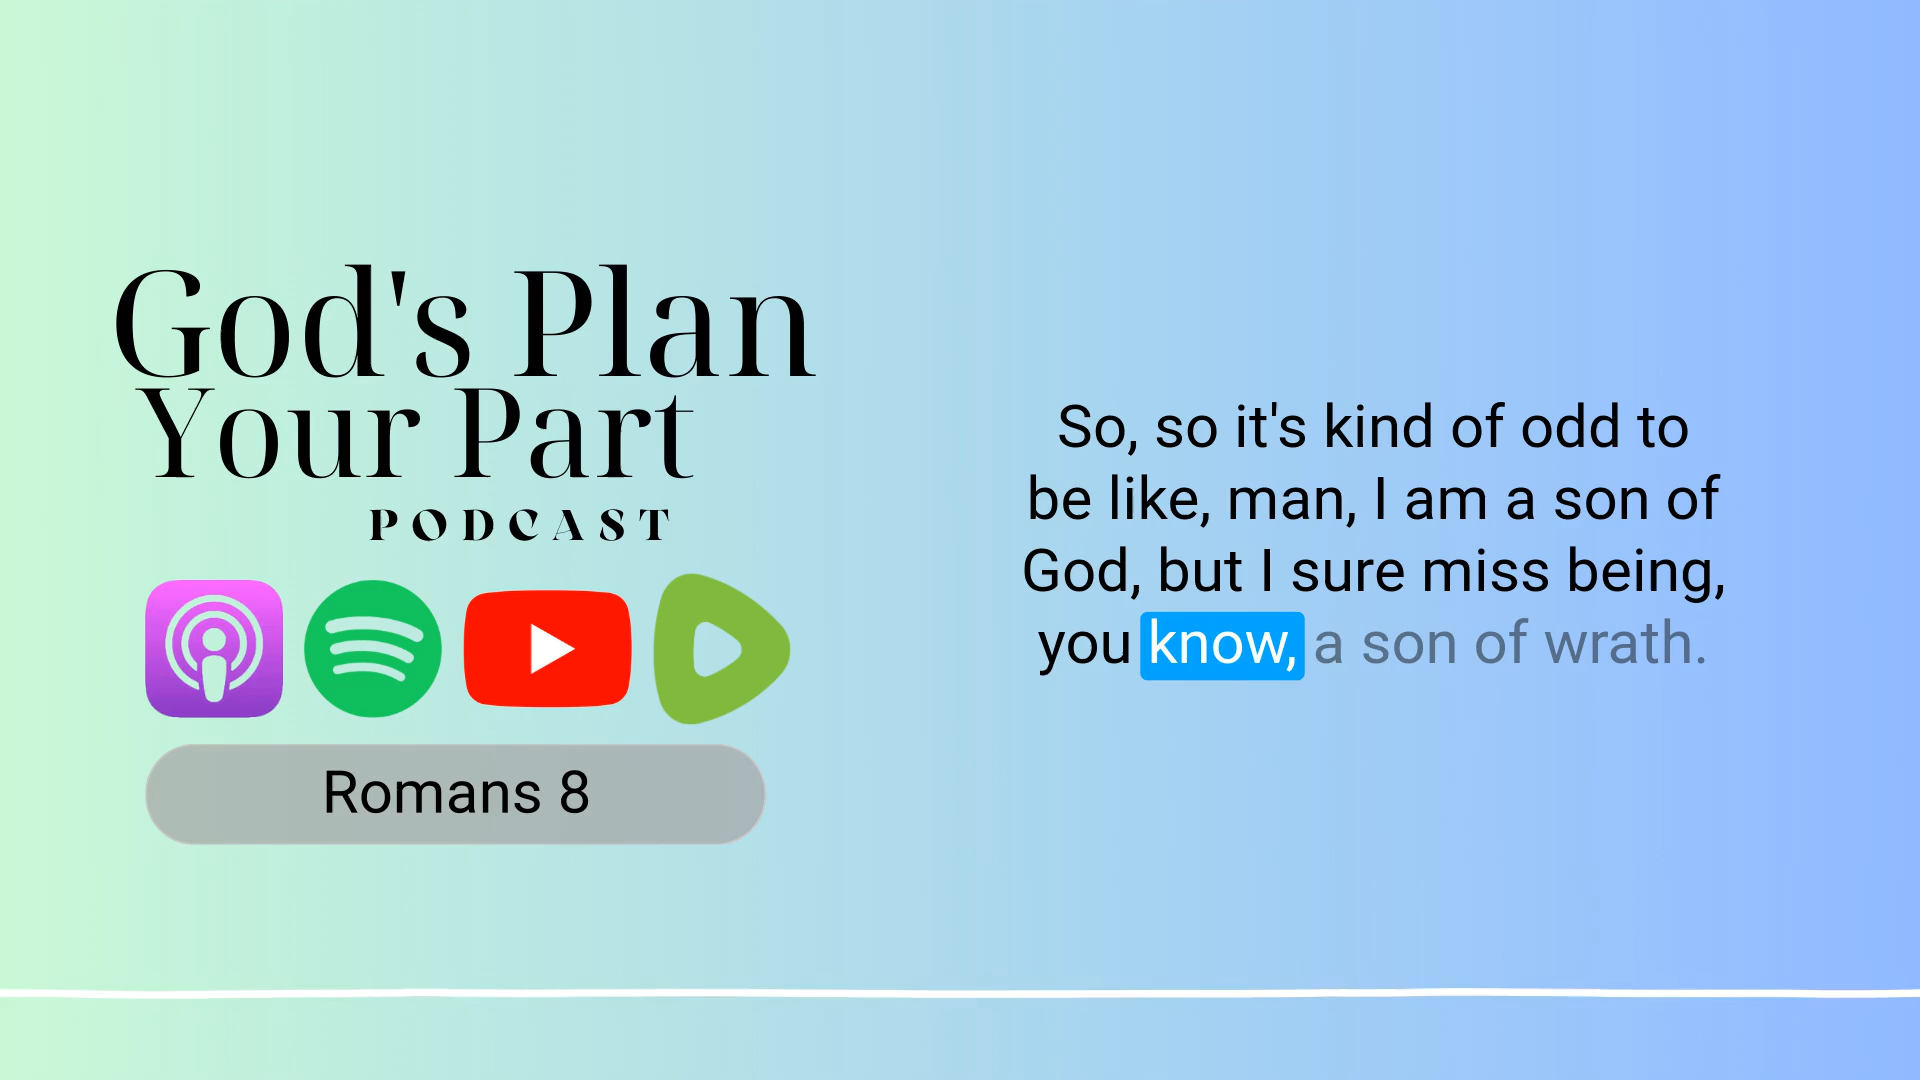 God's Plan
Your Part
PODCAST
Romans 8
So, so it's kind of odd to
be like, man, I am a son of
God, but I sure miss being,
you know, a son of wrath.